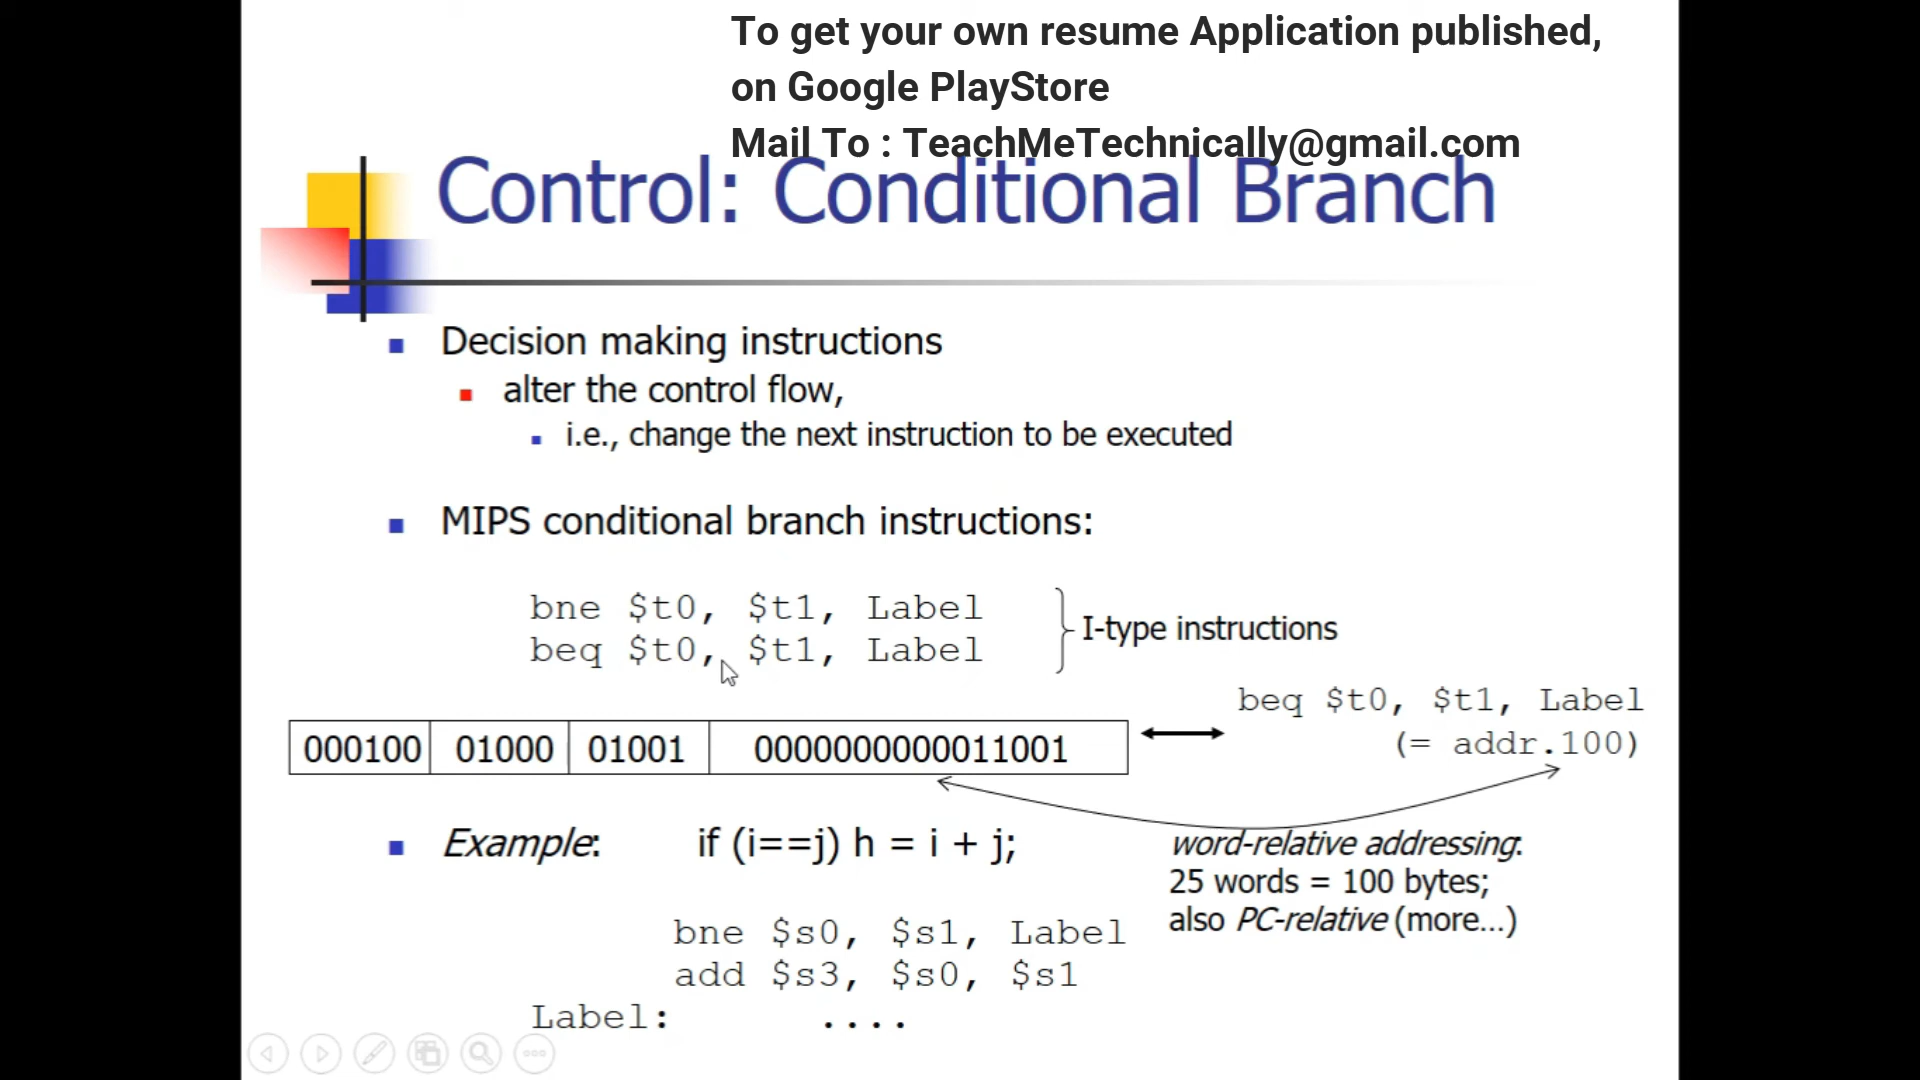 To get your own resume Application published,
on Google PlayStore
Mail To : TeachMeTechnically@gmail.com
Control: Conditional Branch
Decision making instructions
alter the control flow,
i.e., change the next instruction to be executed
MIPS conditional branch instructions:
bne $t0, $t1, Label
beq $t0, $t1, Label
I-type instructions
beq $t0, $t1, Label
(= addr.100)
000100 01000 01001 0000000000011001
Example: if (i==j) h = i + j;
word-relative addressing:
25 words = 100 bytes;
also PC-relative (more...)
bne $s0, $s1, Label
add $s3, $s0, $s1
Label: ....